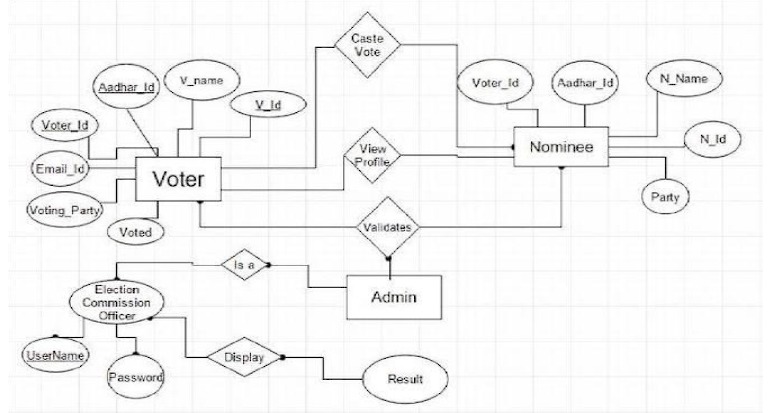 Caste
Vote
Aadhar_Id
V_name
V_Id
Voter_Id
Aadhar_Id
N_Name
Voter_Id
Email_Id
Voting_Party
Voted
Voter
View
Profile
Nominee
N_Id
Party
Validates
Is a
Admin
Election
Commission
Officer
UserName
Password
Display
Result